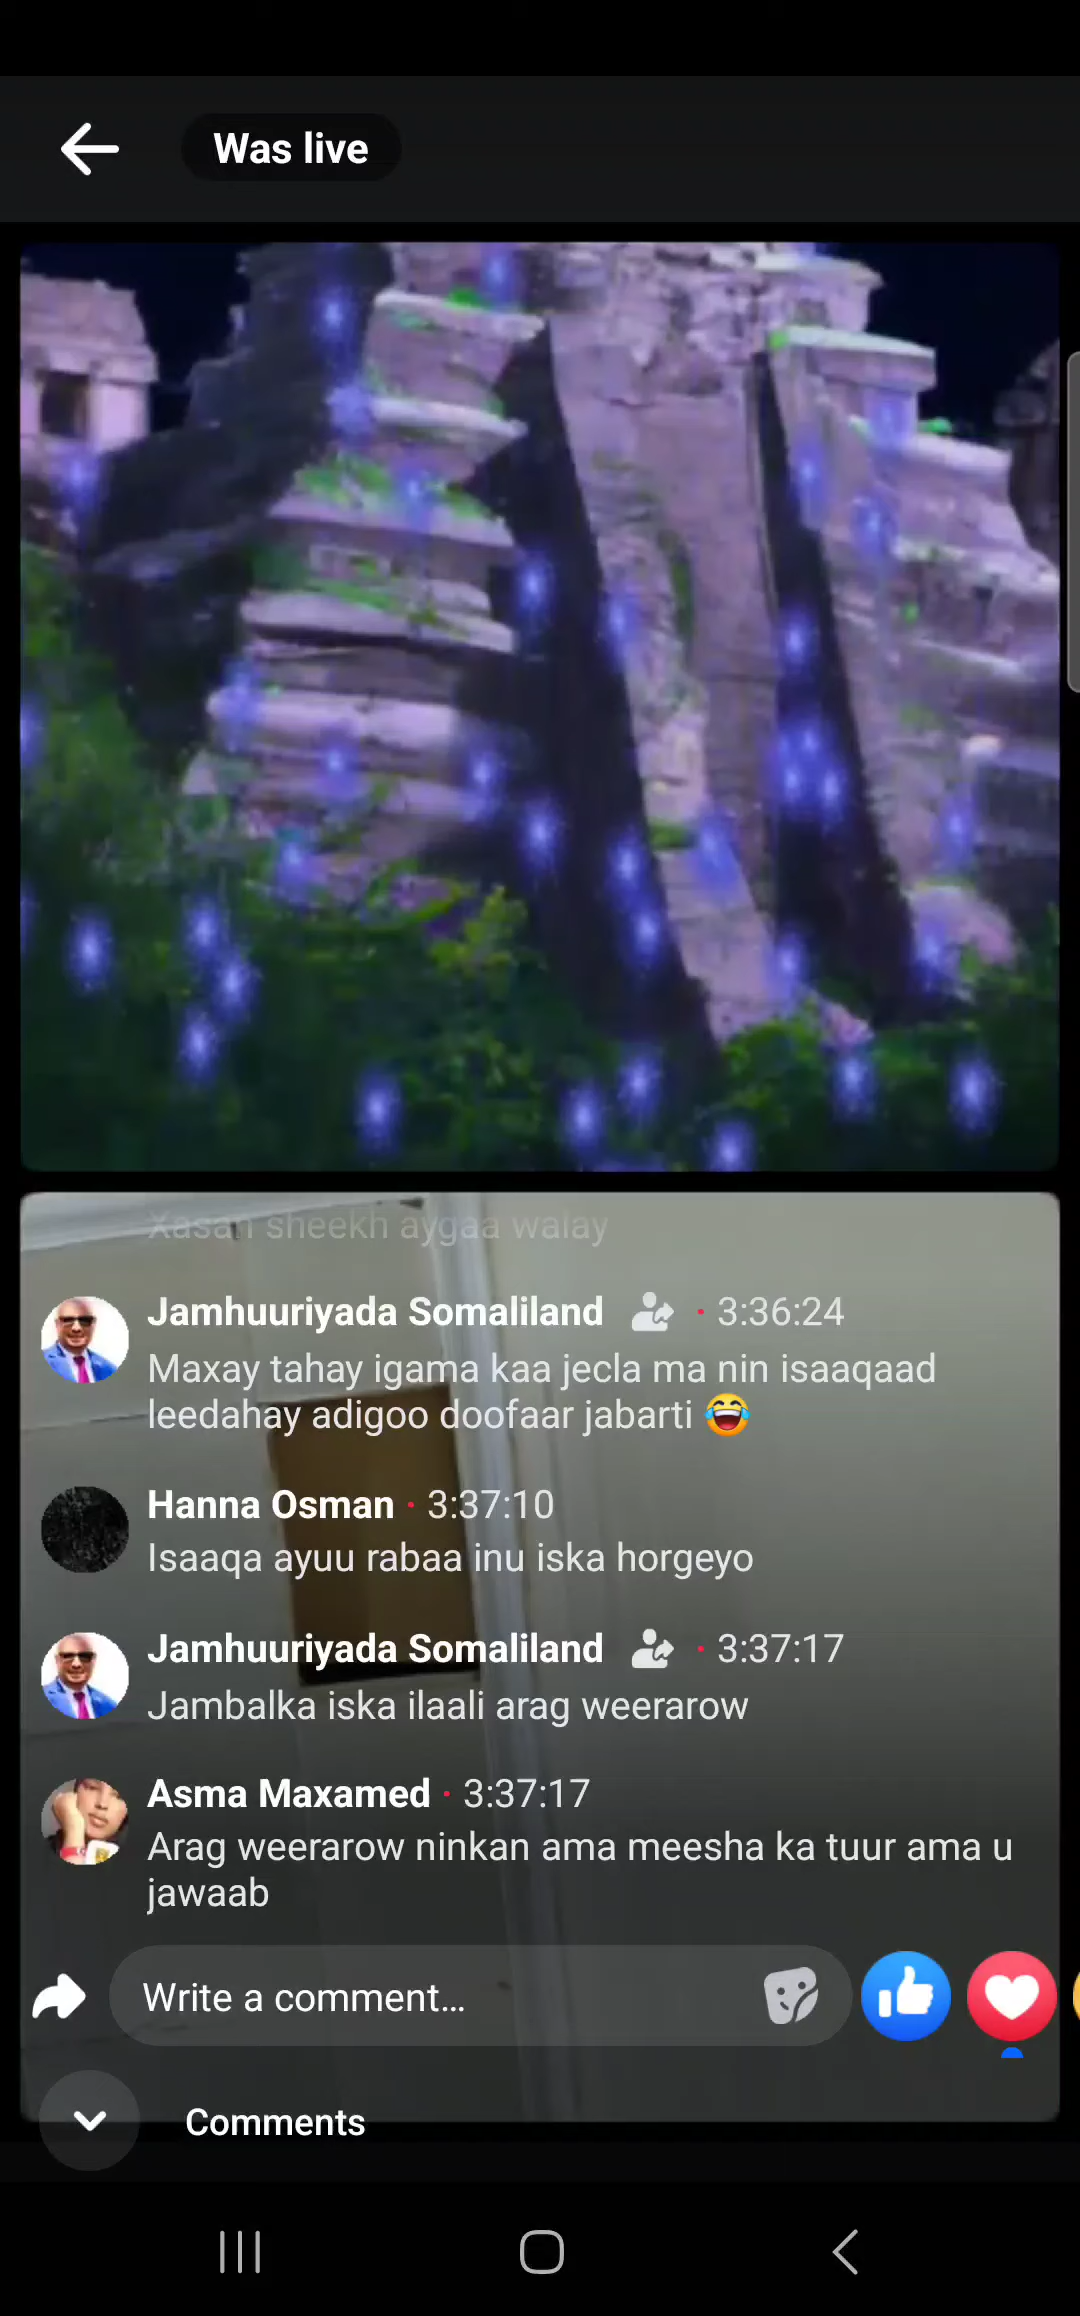 Was live
Xasan sheekh aygaa walay
Jamhuuriyada Somaliland · 3:36:24
Maxay tahay igama kaa jecla ma nin isaaqaad
leedahay adigoo doofaar jabarti 😂
Hanna Osman · 3:37:10
Isaaqa ayuu rabaa inu iska horgeyo
Jamhuuriyada Somaliland · 3:37:17
Jambalka iska ilaali arag weerarow
Asma Maxamed · 3:37:17
Arag weerarow ninkan ama meesha ka tuur ama u
jawaab
Write a comment...
Comments